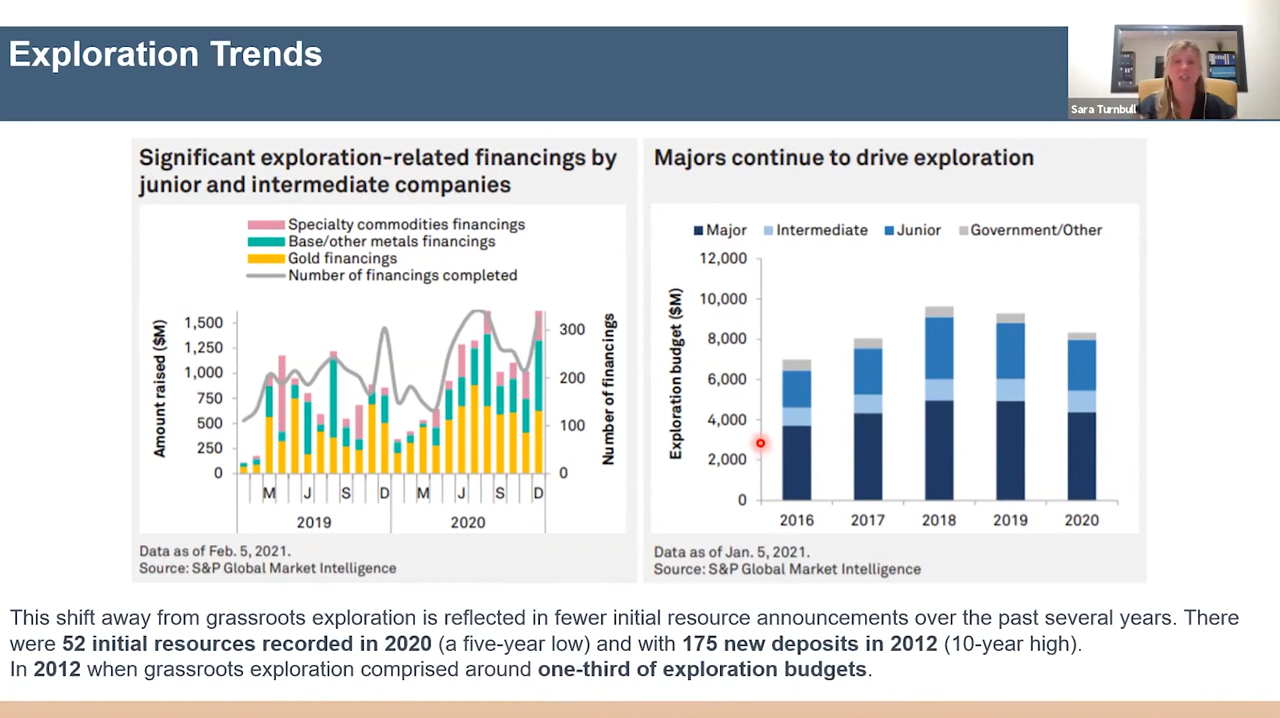 Exploration Trends
Sara Turnbull
Significant exploration-related financings by
junior and intermediate companies
Specialty commodities financings
Base/other metals financings
Gold financings
Number of financings completed
Amount raised ($M)
1,500
1,250
1,000
750
500
250
0
300
200
100
0
Number of financings
M J S D M J S D
2019 2020
Data as of Feb. 5, 2021.
Source: S&P Global Market Intelligence
Majors continue to drive exploration
Major Intermediate Junior Government/Other
Exploration budget ($M)
12,000
10,000
8,000
6,000
4,000
2,000
0
2016 2017 2018 2019 2020
Data as of Jan. 5, 2021.
Source: S&P Global Market Intelligence
This shift away from grassroots exploration is reflected in fewer initial resource announcements over the past several years. There
were 52 initial resources recorded in 2020 (a five-year low) and with 175 new deposits in 2012 (10-year high).
In 2012 when grassroots exploration comprised around one-third of exploration budgets.